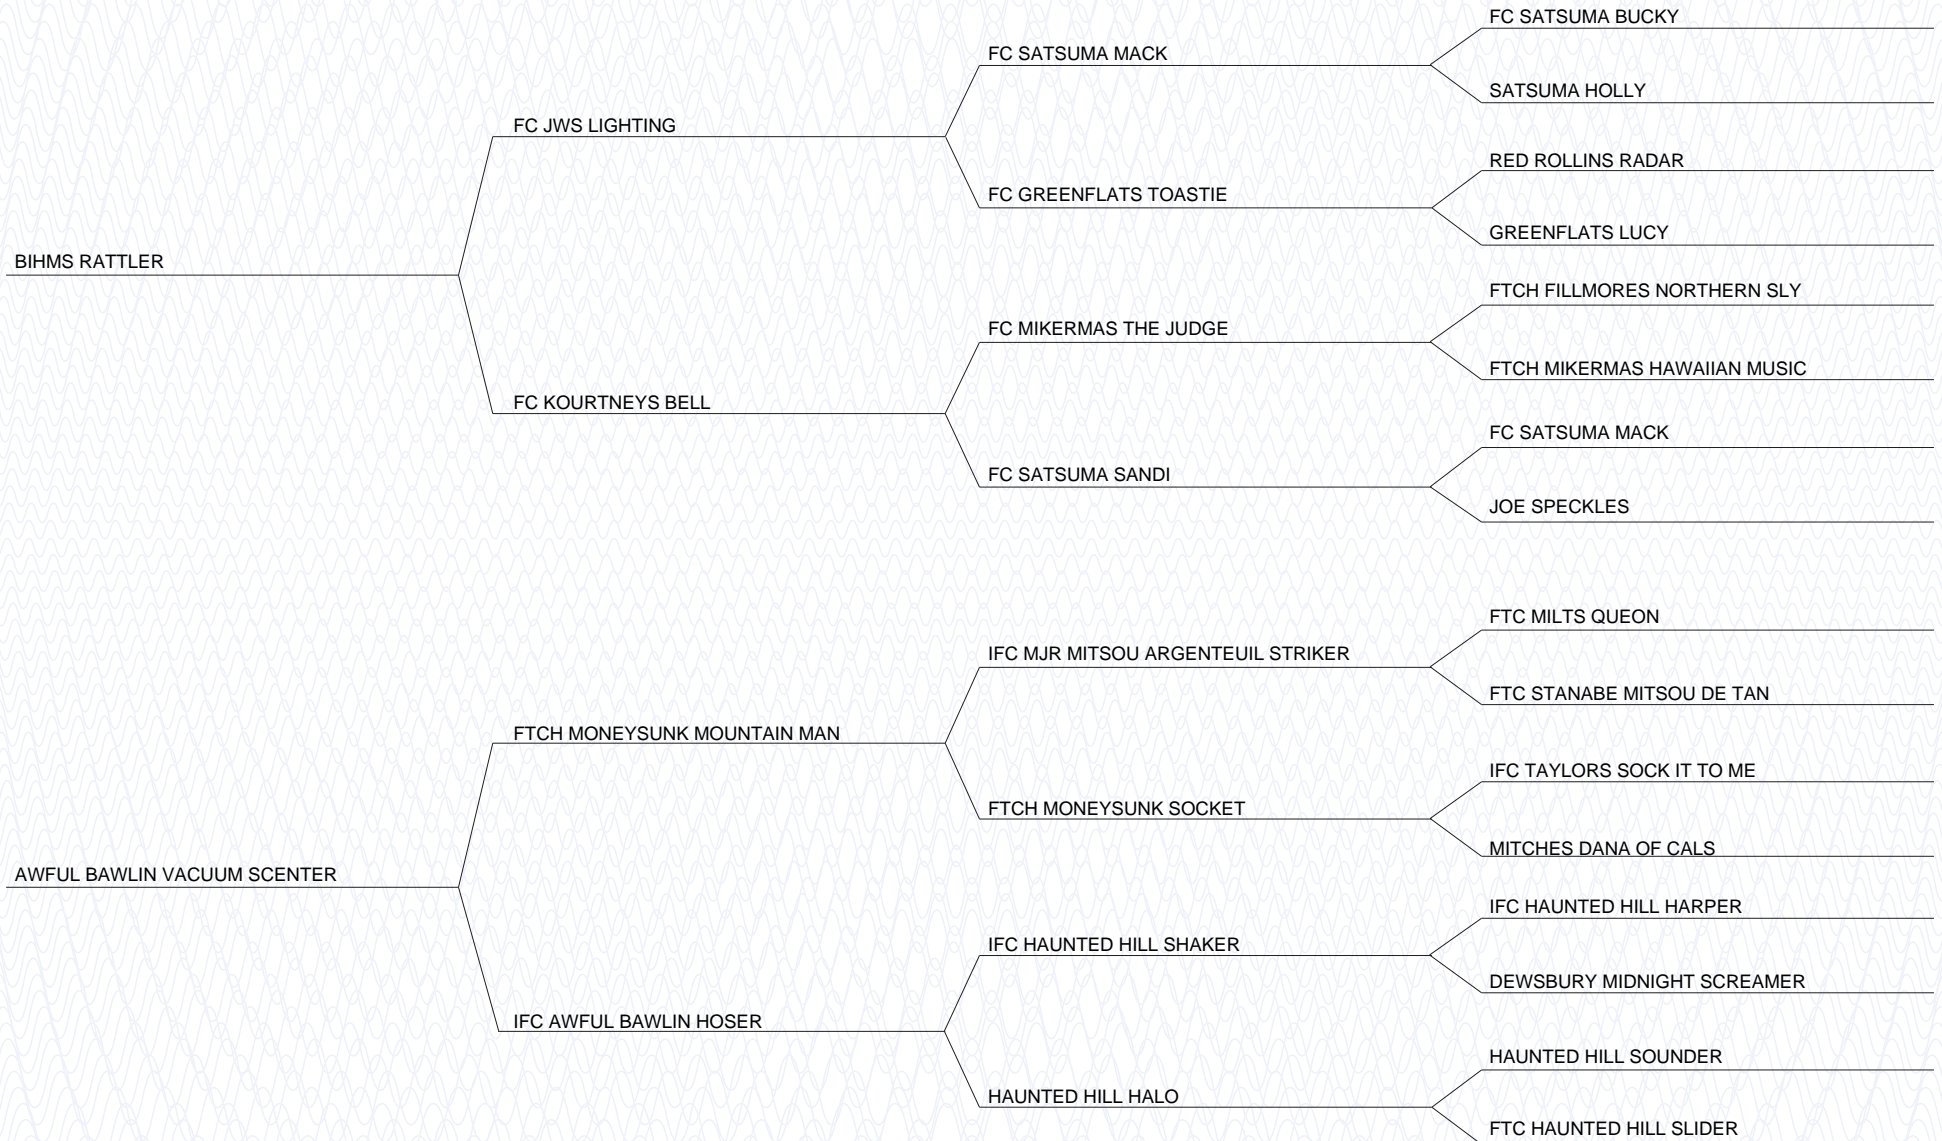 FC SATSUMA BUCKY
FC SATSUMA MACK
SATSUMA HOLLY
FC JWS LIGHTING
RED ROLLINS RADAR
FC GREENFLATS TOASTIE
GREENFLATS LUCY
BIHMS RATTLER
FTCH FILLMORES NORTHERN SLY
FC MIKERMAS THE JUDGE
FTCH MIKERMAS HAWAIIAN MUSIC
FC KOURTNEYS BELL
FC SATSUMA MACK
FC SATSUMA SANDI
JOE SPECKLES
FTC MILTS QUEON
IFC MJR MITSOU ARGENTEUIL STRIKER
FTC STANABE MITSOU DE TAN
FTCH MONEYSUNK MOUNTAIN MAN
IFC TAYLORS SOCK IT TO ME
FTCH MONEYSUNK SOCKET
MITCHES DANA OF CALS
AWFUL BAWLIN VACUUM SCENTER
IFC HAUNTED HILL HARPER
IFC HAUNTED HILL SHAKER
DEWSBURY MIDNIGHT SCREAMER
IFC AWFUL BAWLIN HOSER
HAUNTED HILL SOUNDER
HAUNTED HILL HALO
FTC HAUNTED HILL SLIDER